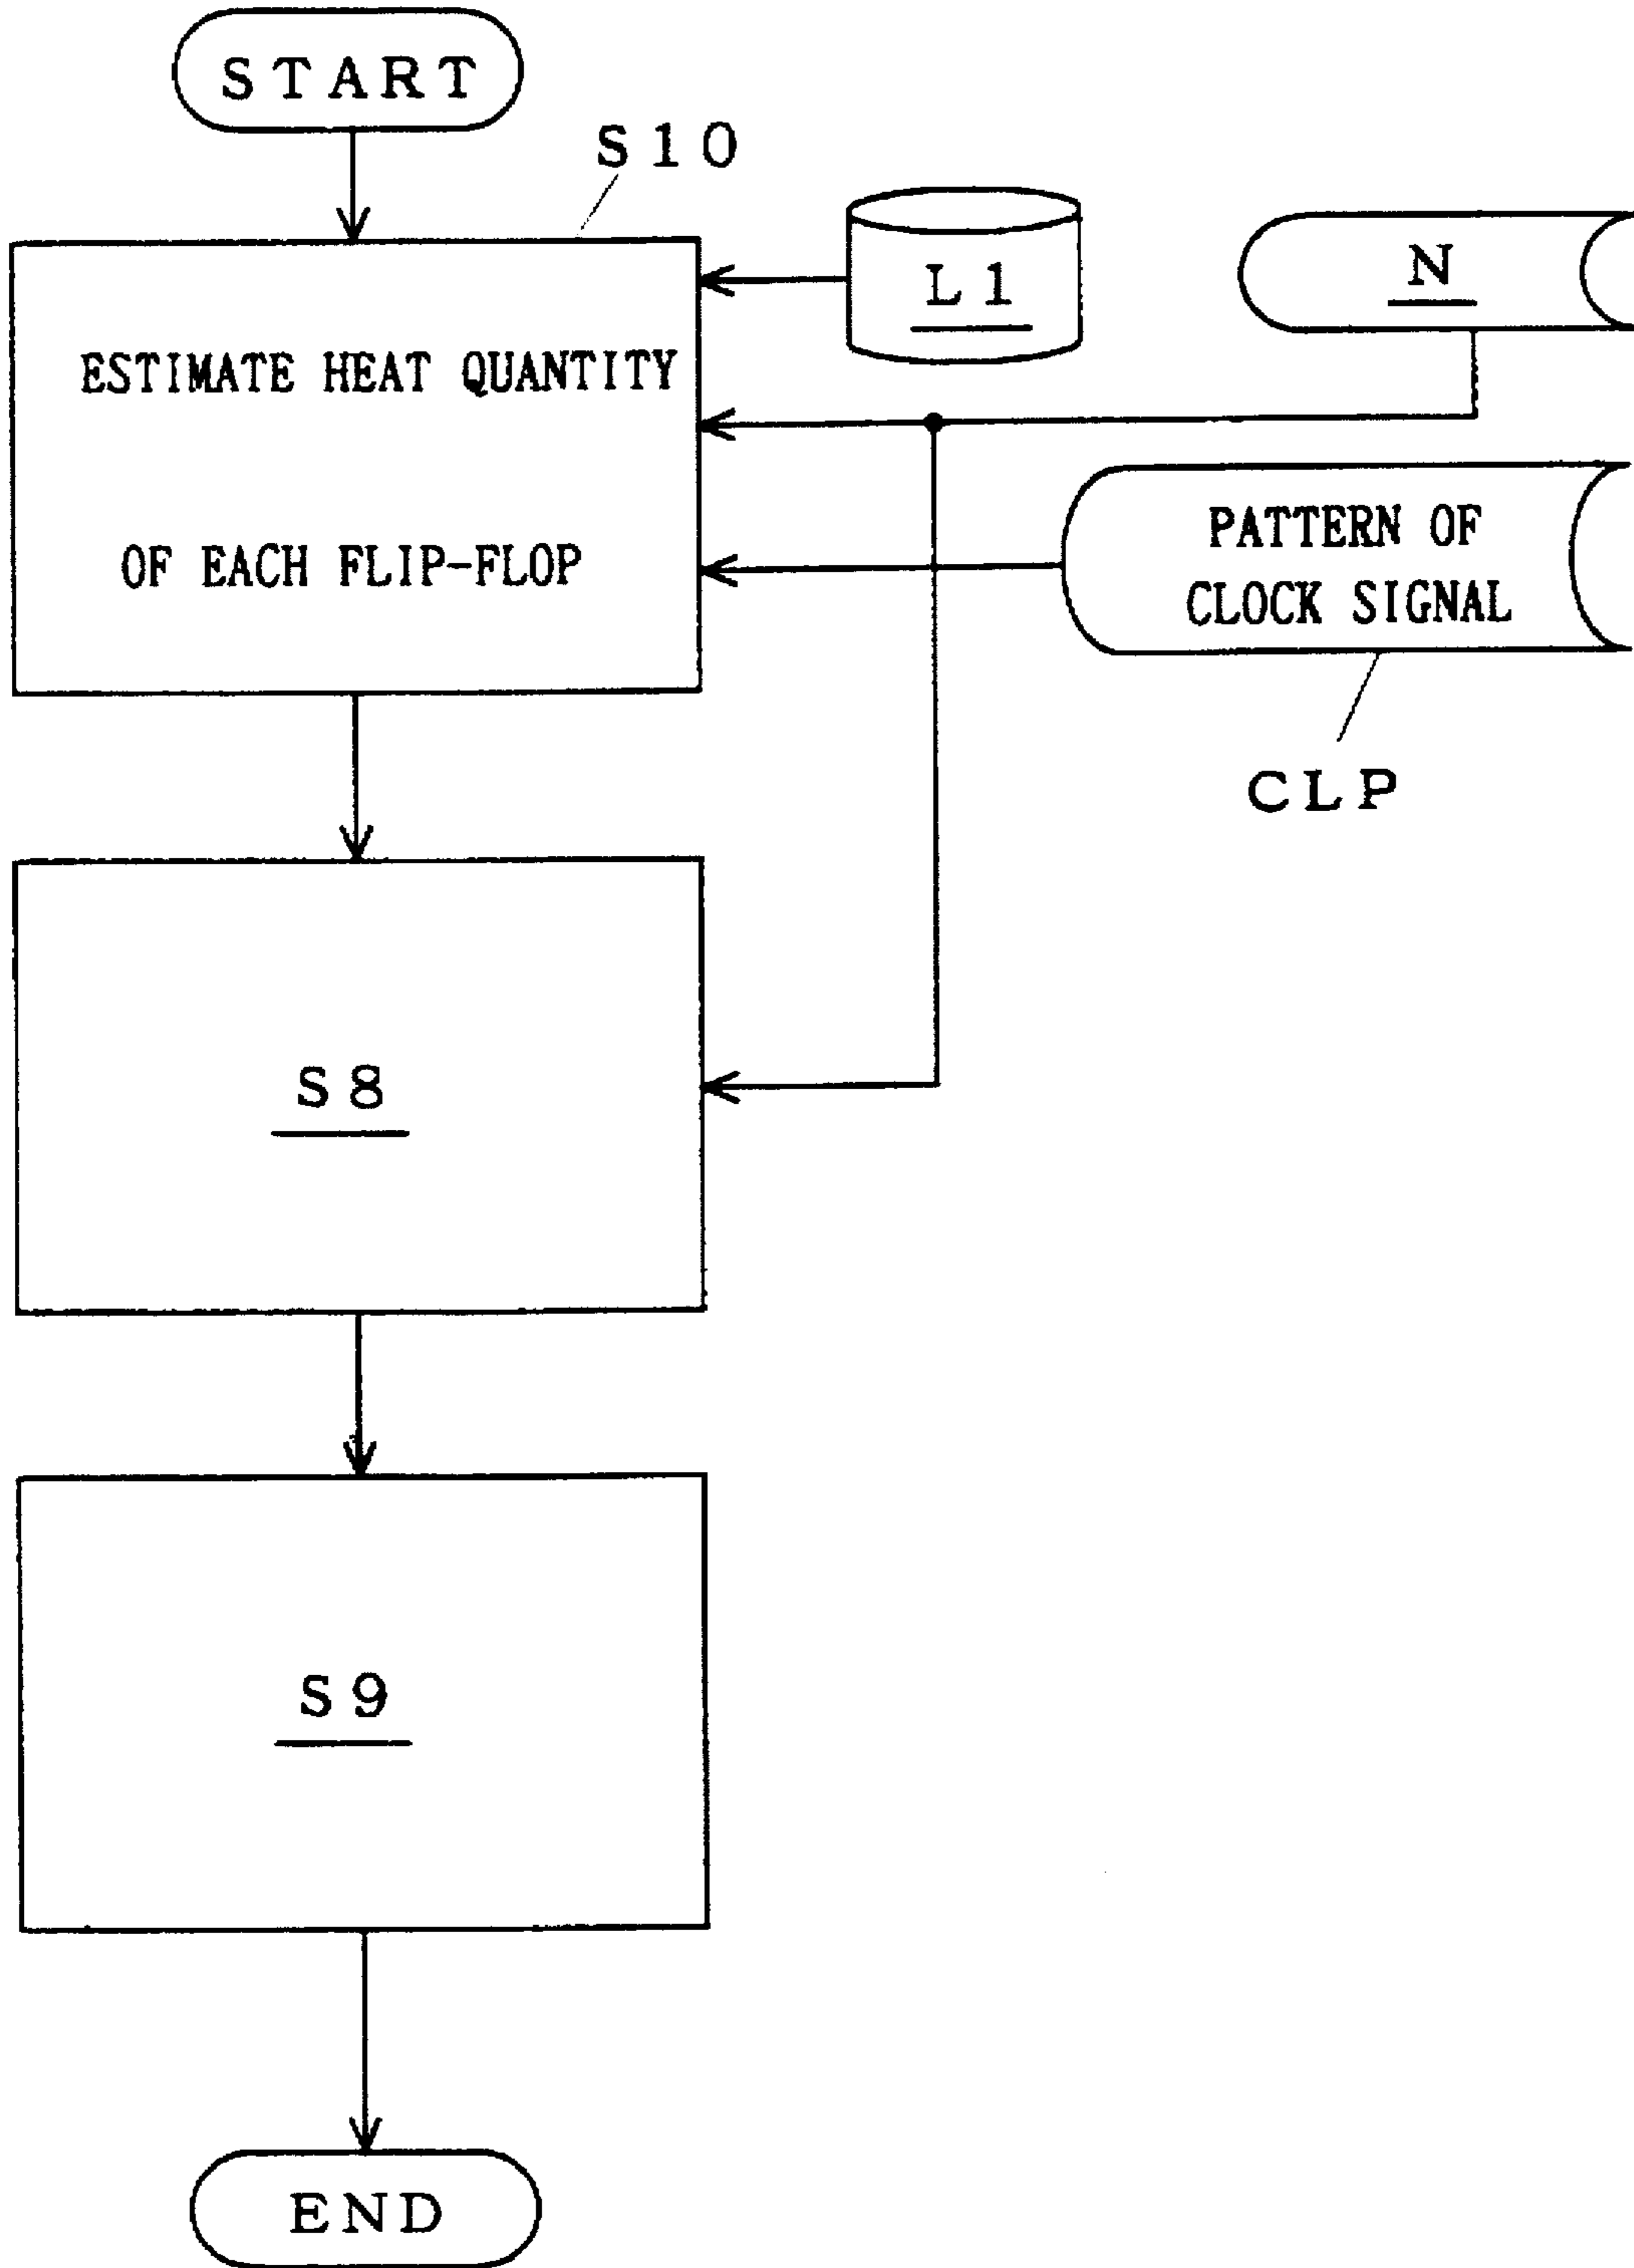 START
S10
L1
N
ESTIMATE HEAT QUANTITY
OF EACH FLIP-FLOP
PATTERN OF
CLOCK SIGNAL
CLP
S8
S9
END